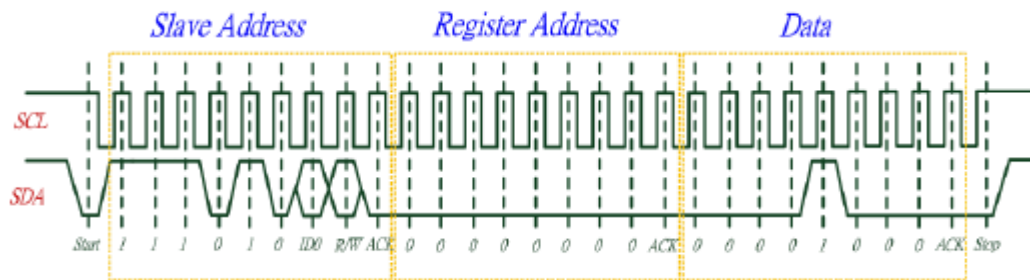 Slave Address Register Address Data
SCL
SDA
Start 1 1 1 0 1 0 ID0 R/W ACK 0 0 0 0 0 0 0 0 ACK 0 0 0 0 1 0 0 0 ACK Stop